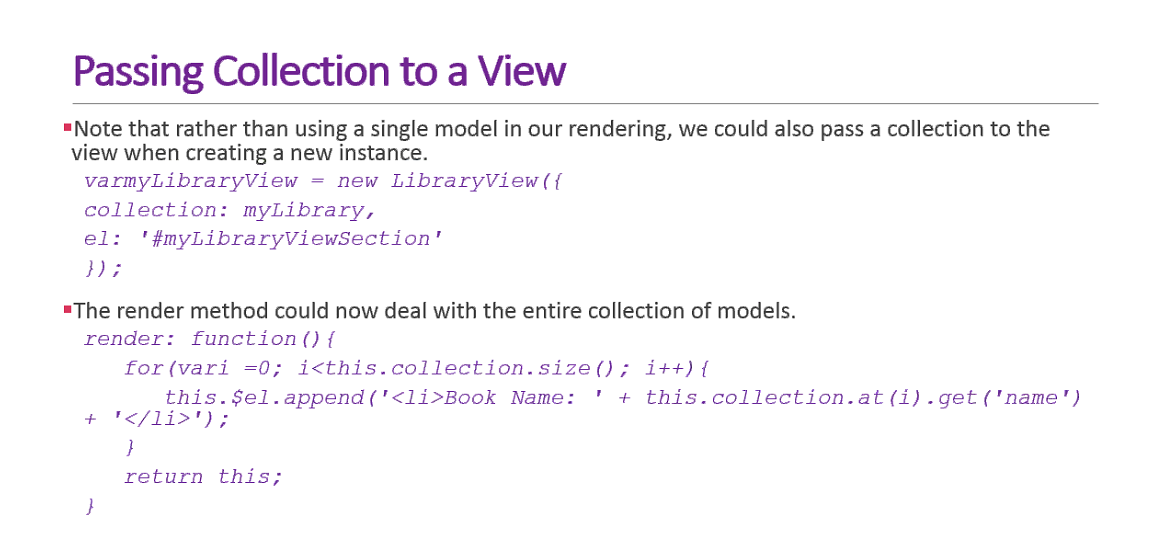 Passing Collection to a View
▪Note that rather than using a single model in our rendering, we could also pass a collection to the
view when creating a new instance.
varmyLibraryView = new LibraryView({
collection: myLibrary,
el: '#myLibraryViewSection'
});
▪The render method could now deal with the entire collection of models.
render: function(){
for(vari =0; i<this.collection.size(); i++){
this.$el.append('<li>Book Name: ' + this.collection.at(i).get('name')
+ '</li>');
}
return this;
}